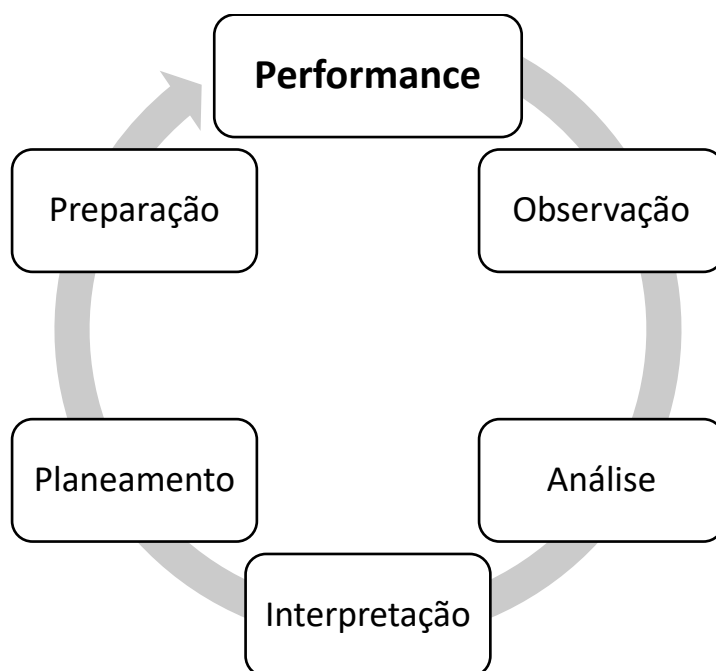 Performance
Observação
Análise
Interpretação
Planeamento
Preparação